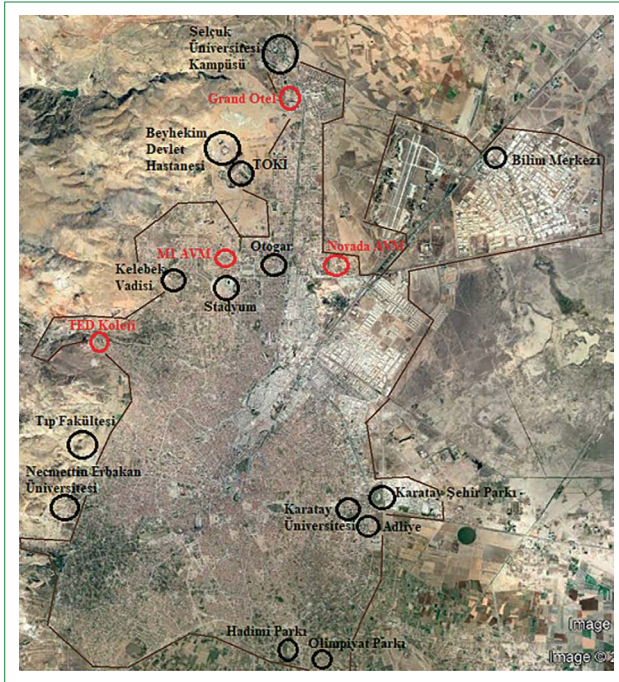 Selçuk
Üniversitesi
Kampüsü
Grand Otel
Beyhekim
Devlet
Hastanesi
TOKİ
Bilim Merkezi
M1 AVM
Otogar
Novada AVM
Kelebek
Vadisi
Stadyum
TED Koleji
Tıp Fakültesi
Necmettin Erbakan
Üniversitesi
Karatay Şehir Parkı
Karatay
Üniversitesi
Adliye
Hadimi Parkı
Olimpiyat Parkı
Image
Image ©